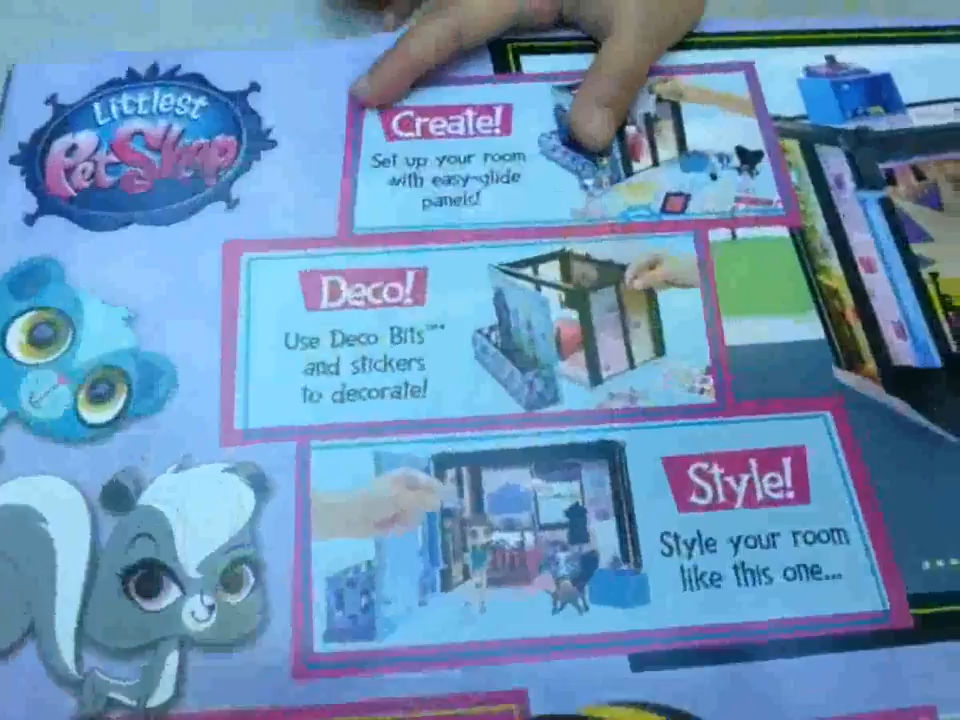 Littlest
Pet Shop
Create!
Set up your room
with easy-glide
panels!
Deco!
Use Deco Bits™
and stickers
to decorate!
Style!
Style your room
like this one...